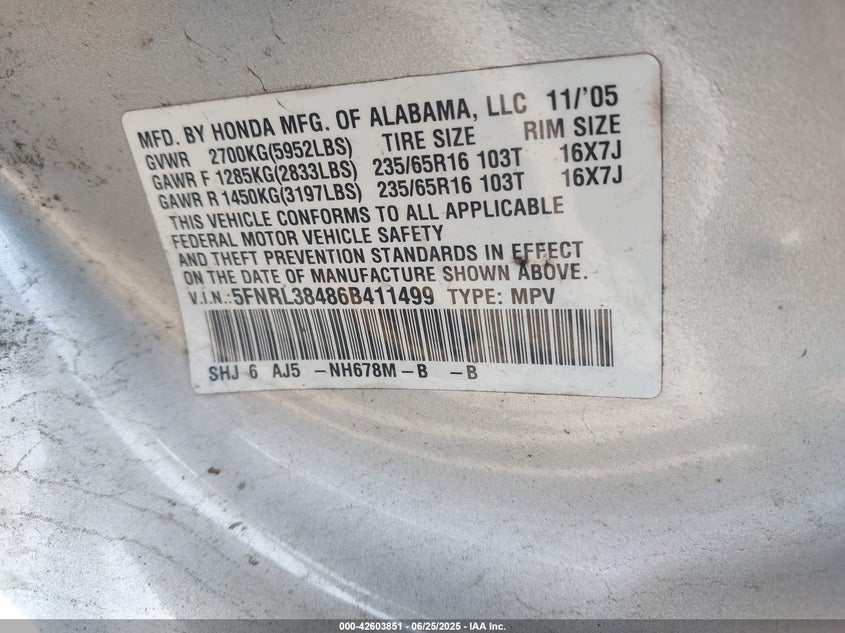 MFD. BY HONDA MFG. OF ALABAMA, LLC 11/'05
GVWR 2700KG(5952LBS) TIRE SIZE RIM SIZE
GAWR F 1285KG(2833LBS) 235/65R16 103T 16X7J
GAWR R 1450KG(3197LBS) 235/65R16 103T 16X7J
THIS VEHICLE CONFORMS TO ALL APPLICABLE
FEDERAL MOTOR VEHICLE SAFETY
AND THEFT PREVENTION STANDARDS IN EFFECT
ON THE DATE OF MANUFACTURE SHOWN ABOVE.
V.I.N.:5FNRL38486B411499 TYPE: MPV
SHJ 6 AJ5 -NH678M-B -B
000-42603851 - 06/25/2025 - IAA Inc.